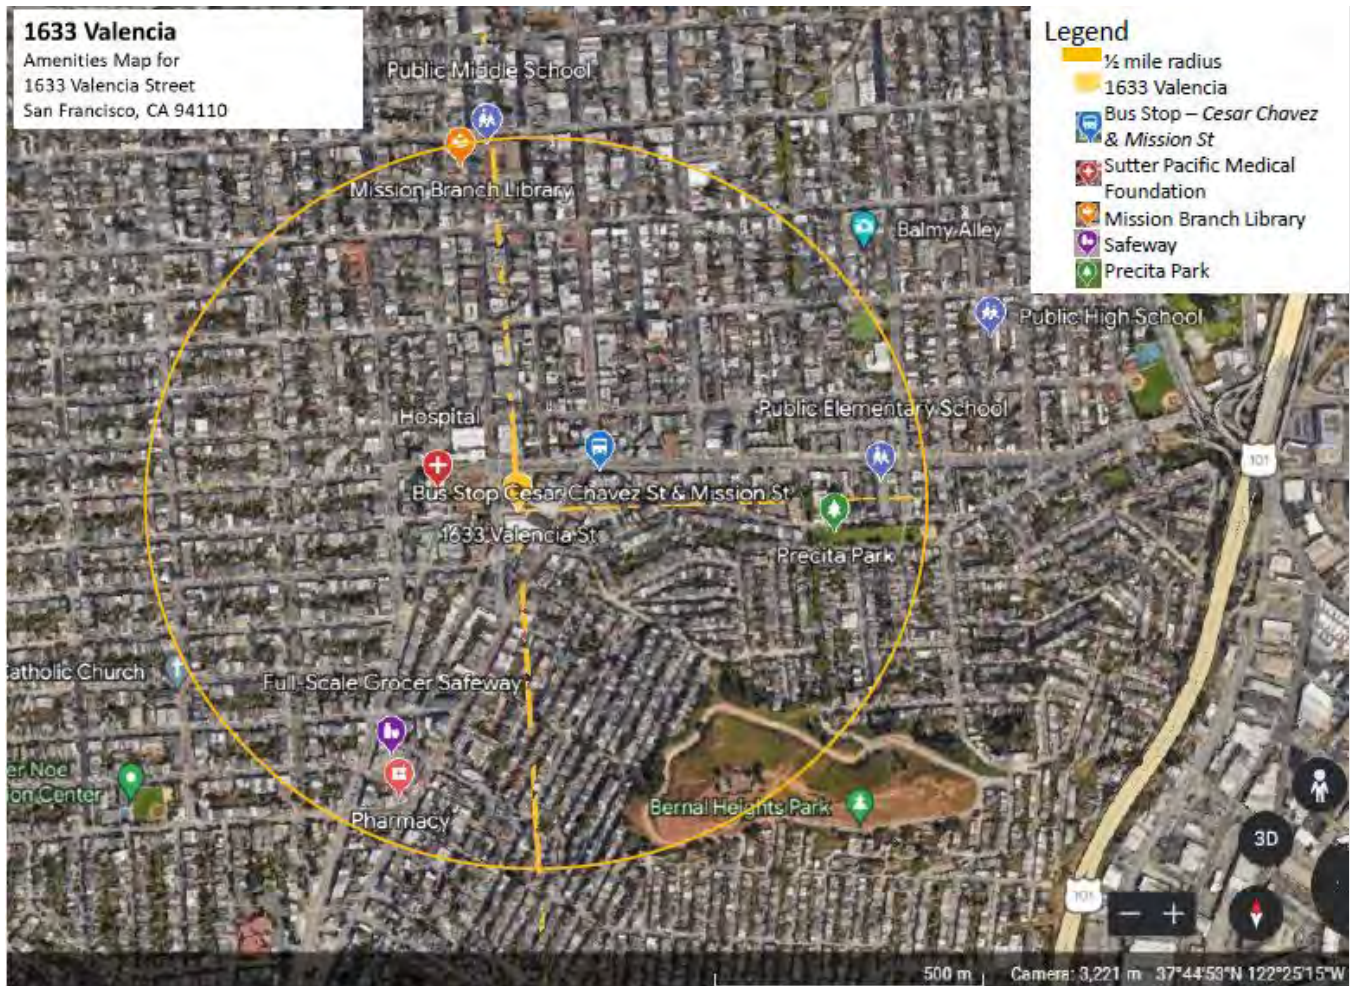 1633 Valencia
Amenities Map for
1633 Valencia Street
San Francisco, CA 94110
Legend
½ mile radius
1633 Valencia
Bus Stop – Cesar Chavez
& Mission St
Sutter Pacific Medical
Foundation
Mission Branch Library
Safeway
Precita Park
Public Middle School
Mission Branch Library
Balmy Alley
Public High School
Public Elementary School
Hospital
101
Bus Stop Cesar Chavez St & Mission St
1633 Valencia St
Precita Park
atholic Church
Full-Scale Grocer Safeway
er Noe
ion Center
Bernal Heights Park
Pharmacy
3D
101
500 m
Camera: 3,221 m 37°44'53"N 122°25'15"W